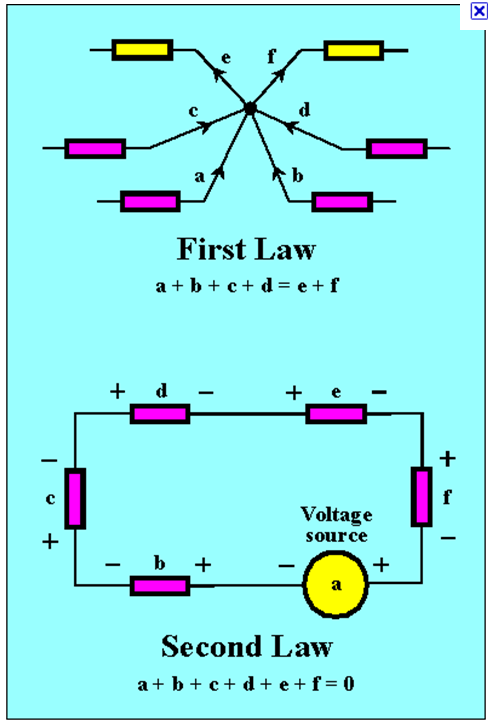 e f
c d
a b
First Law
a + b + c + d = e + f
+ d - + e -
- +
c f
+ -
Voltage
source
- b + - a +
Second Law
a + b + c + d + e + f = 0